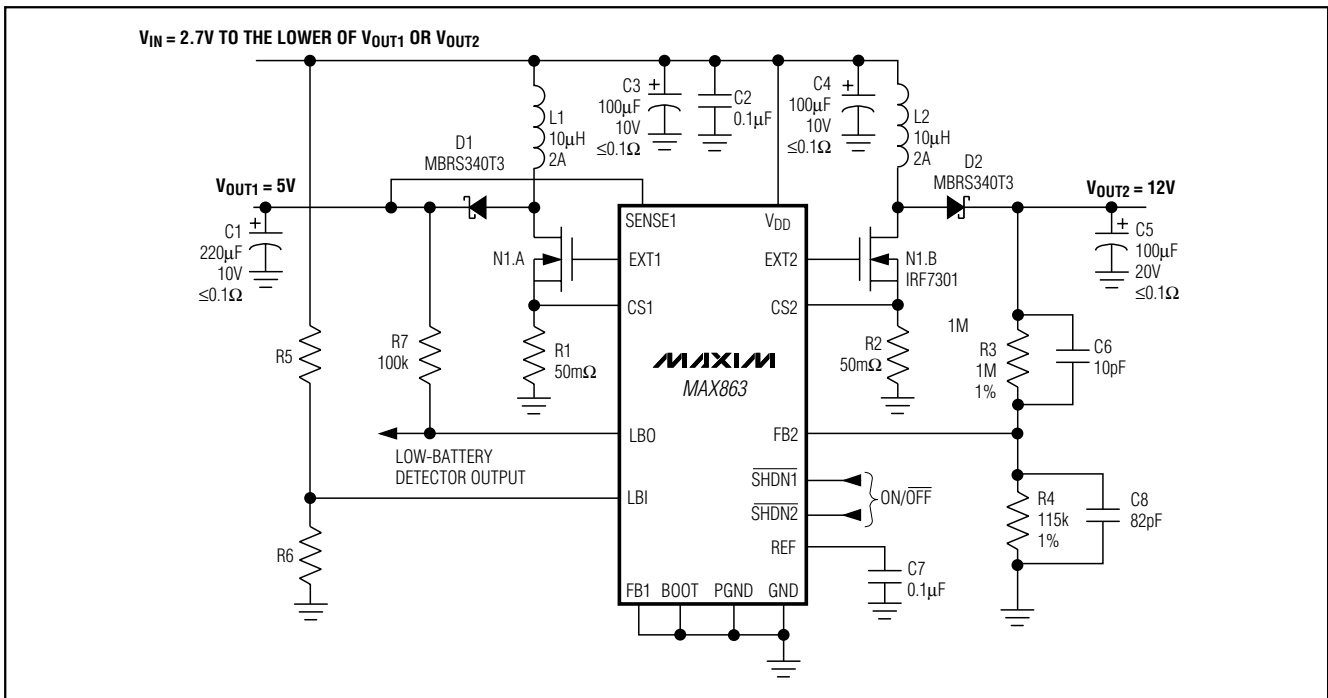 VIN = 2.7V TO THE LOWER OF VOUT1 OR VOUT2
L1
10µH
2A
C3
100µF
10V
≤0.1Ω
+
C2
0.1µF
C4
100µF
10V
≤0.1Ω
+
L2
10µH
2A
D1
MBRS340T3
D2
MBRS340T3
VOUT1 = 5V
VOUT2 = 12V
C1
220µF
10V
≤0.1Ω
+
SENSE1
VDD
C5
100µF
20V
≤0.1Ω
+
N1.A
EXT1
EXT2
N1.B
IRF7301
CS1
CS2
R5
R7
100k
R1
50mΩ
MAXIM
MAX863
R2
50mΩ
1M
R3
1M
1%
C6
10pF
LBO
FB2
LOW-BATTERY
DETECTOR OUTPUT
SHDN1
SHDN2
ON/OFF
LBI
R4
115k
1%
C8
82pF
R6
REF
C7
0.1µF
FB1 BOOT PGND GND